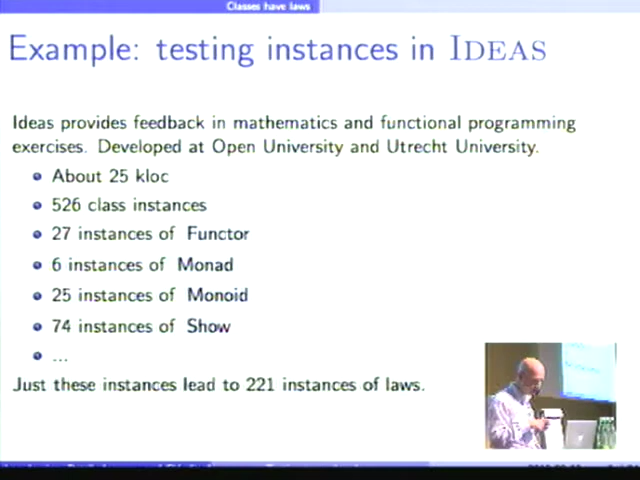 Classes have laws
Example: testing instances in IDEAS
Ideas provides feedback in mathematics and functional programming
exercises. Developed at Open University and Utrecht University.
About 25 kloc
526 class instances
27 instances of Functor
6 instances of Monad
25 instances of Monoid
74 instances of Show
...
Just these instances lead to 221 instances of laws.